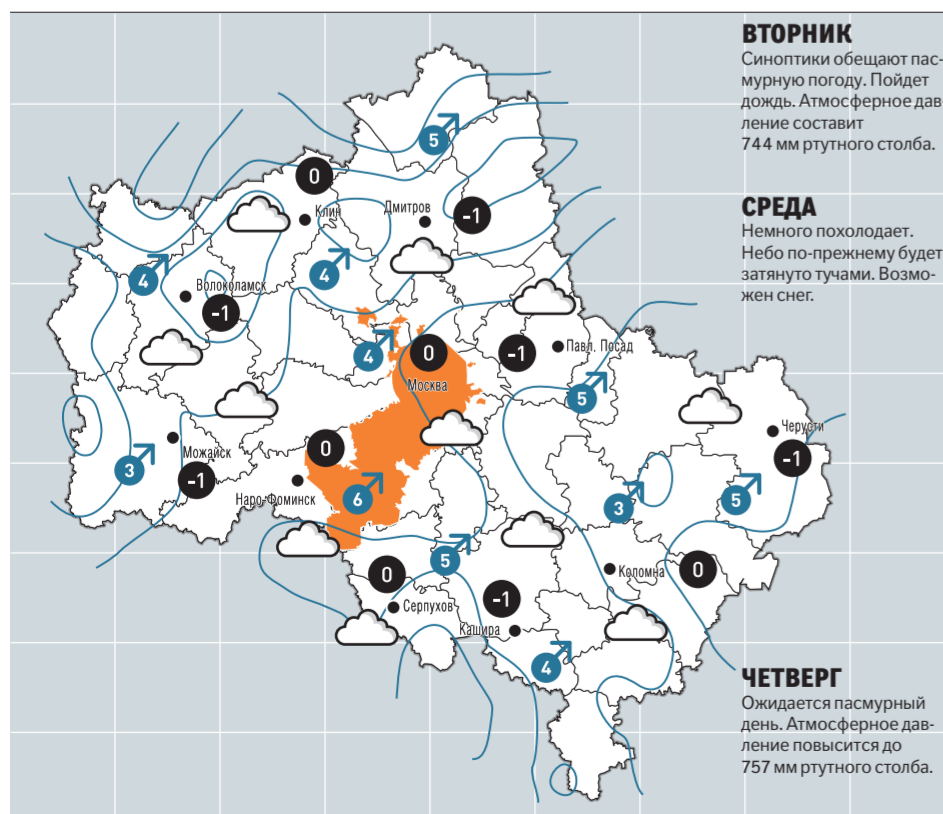 ВТОРНИК
Синоптики обещают пас-
мурную погоду. Пойдет
дождь. Атмосферное дав-
ление составит
744 мм ртутного столба.
СРЕДА
Немного похолодает.
Небо по-прежнему будет
затянуто тучами. Возмо-
жен снег.
ЧЕТВЕРГ
Ожидается пасмурный
день. Атмосферное дав-
ление повысится до
757 мм ртутного столба.
5
0
Клин
Дмитров
-1
4
4
Волоколамск
-1
4
0
Москва
-1
Павл. Посад
5
Черусти
-1
3
Можайск
-1
0
Наро-Фоминск
6
3
5
5
0
Серпухов
-1
Кашира
Коломна
0
4